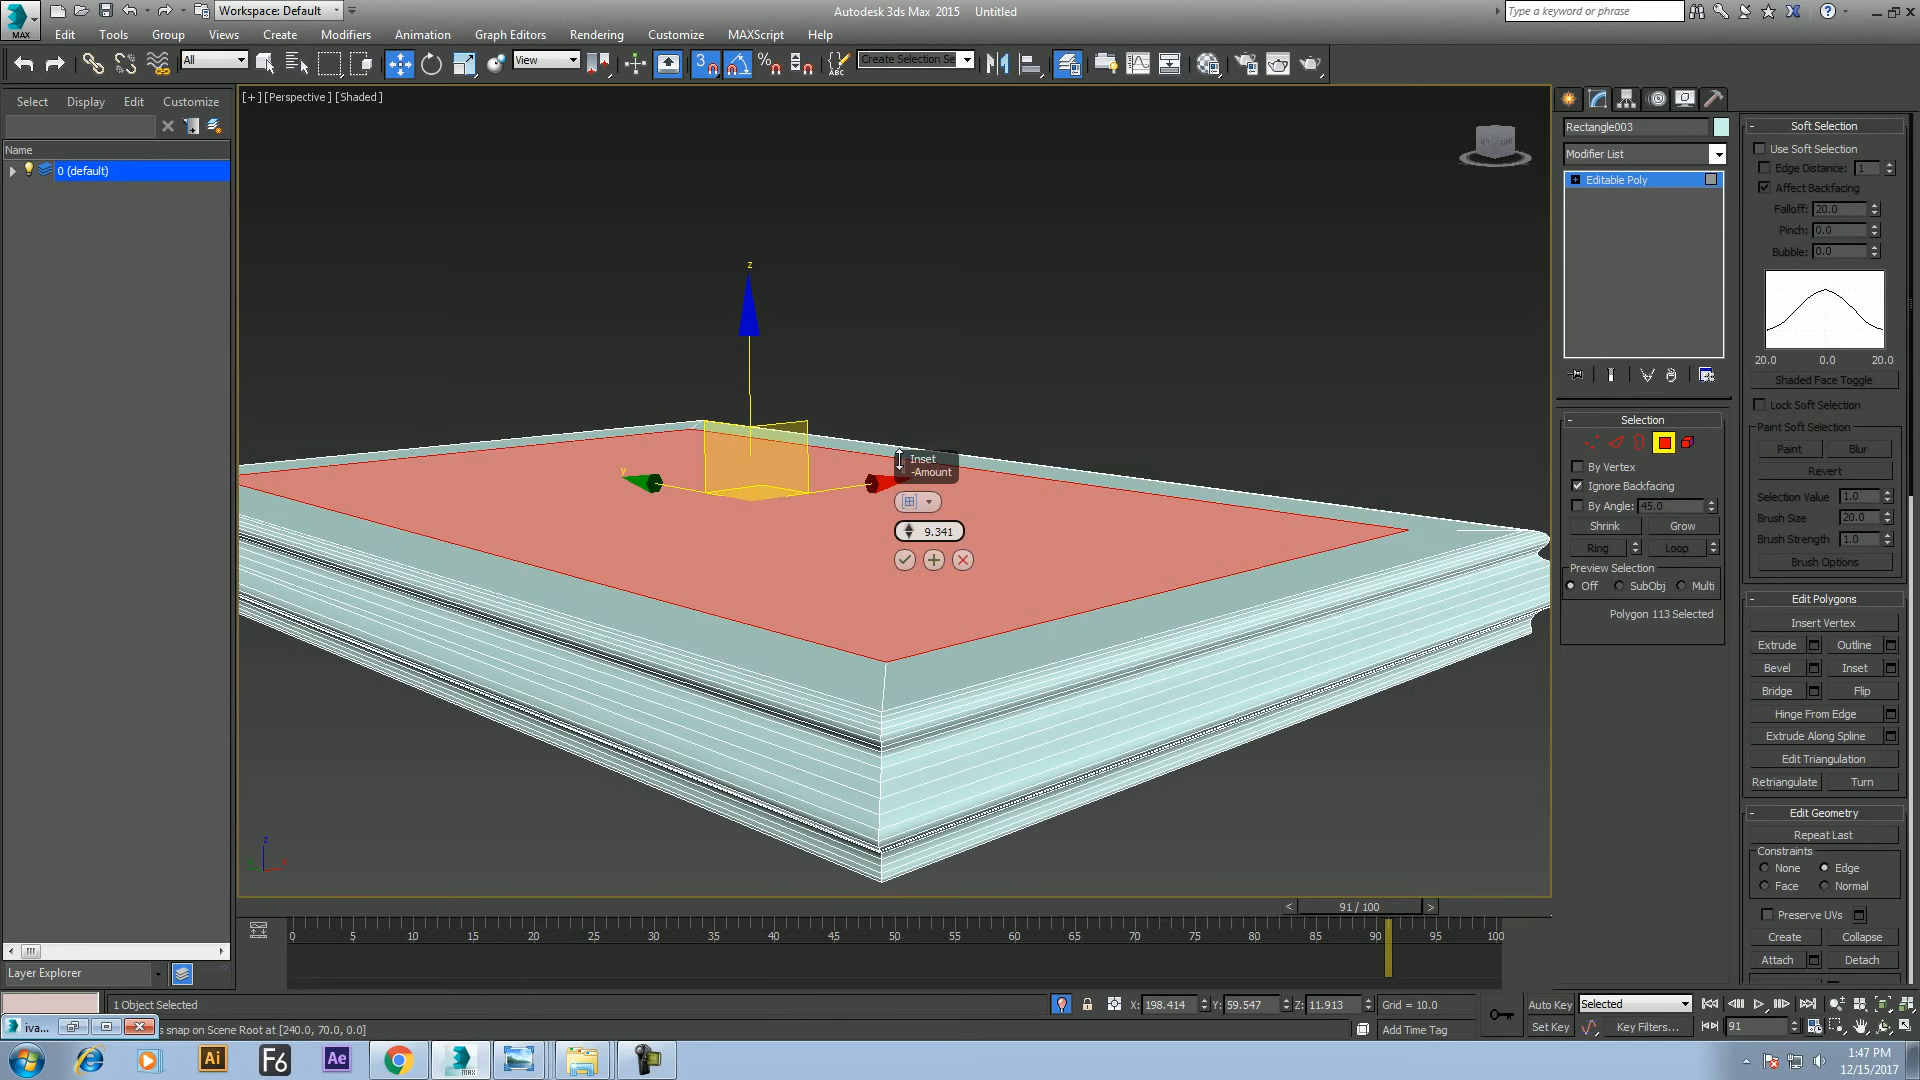 Workspace: Default
Autodesk 3ds Max 2015 Untitled
Type a keyword or phrase
MAX
Edit Tools Group Views Create Modifiers Animation Graph Editors Rendering Customize MAXScript Help
All
View
3
ABC
Create Selection Se
Select Display Edit Customize
Name
0 (default)
[+] [Perspective] [Shaded]
z
y
Inset
-Amount
9.341
z
Rectangle003
Modifier List
Editable Poly
Selection
By Vertex
Ignore Backfacing
By Angle: 45.0
Shrink Grow
Ring Loop
Preview Selection
Off SubObj Multi
Polygon 113 Selected
Soft Selection
Use Soft Selection
Edge Distance: 1
Affect Backfacing
Falloff: 20.0
Pinch: 0.0
Bubble: 0.0
20.0 0.0 20.0
Shaded Face Toggle
Lock Soft Selection
Paint Soft Selection
Paint Blur
Revert
Selection Value 1.0
Brush Size 20.0
Brush Strength 1.0
Brush Options
Edit Polygons
Insert Vertex
Extrude Outline
Bevel Inset
Bridge Flip
Hinge From Edge
Extrude Along Spline
Edit Triangulation
Retriangulate Turn
Edit Geometry
Repeat Last
Constraints
None Edge
Face Normal
Preserve UVs
Create Collapse
Attach Detach
< 91 / 100 >
0 5 10 15 20 25 30 35 40 45 50 55 60 65 70 75 80 85 90 95 100
Layer Explorer
1 Object Selected
X: 198.414 Y: 59.547 Z: 11.913 Grid = 10.0
Auto Key Selected
iva...
s snap on Scene Root at [240.0, 70.0, 0.0]
Add Time Tag
Set Key Key Filters... 91
Ai F6 Ae MAX
1:47 PM
12/15/2017